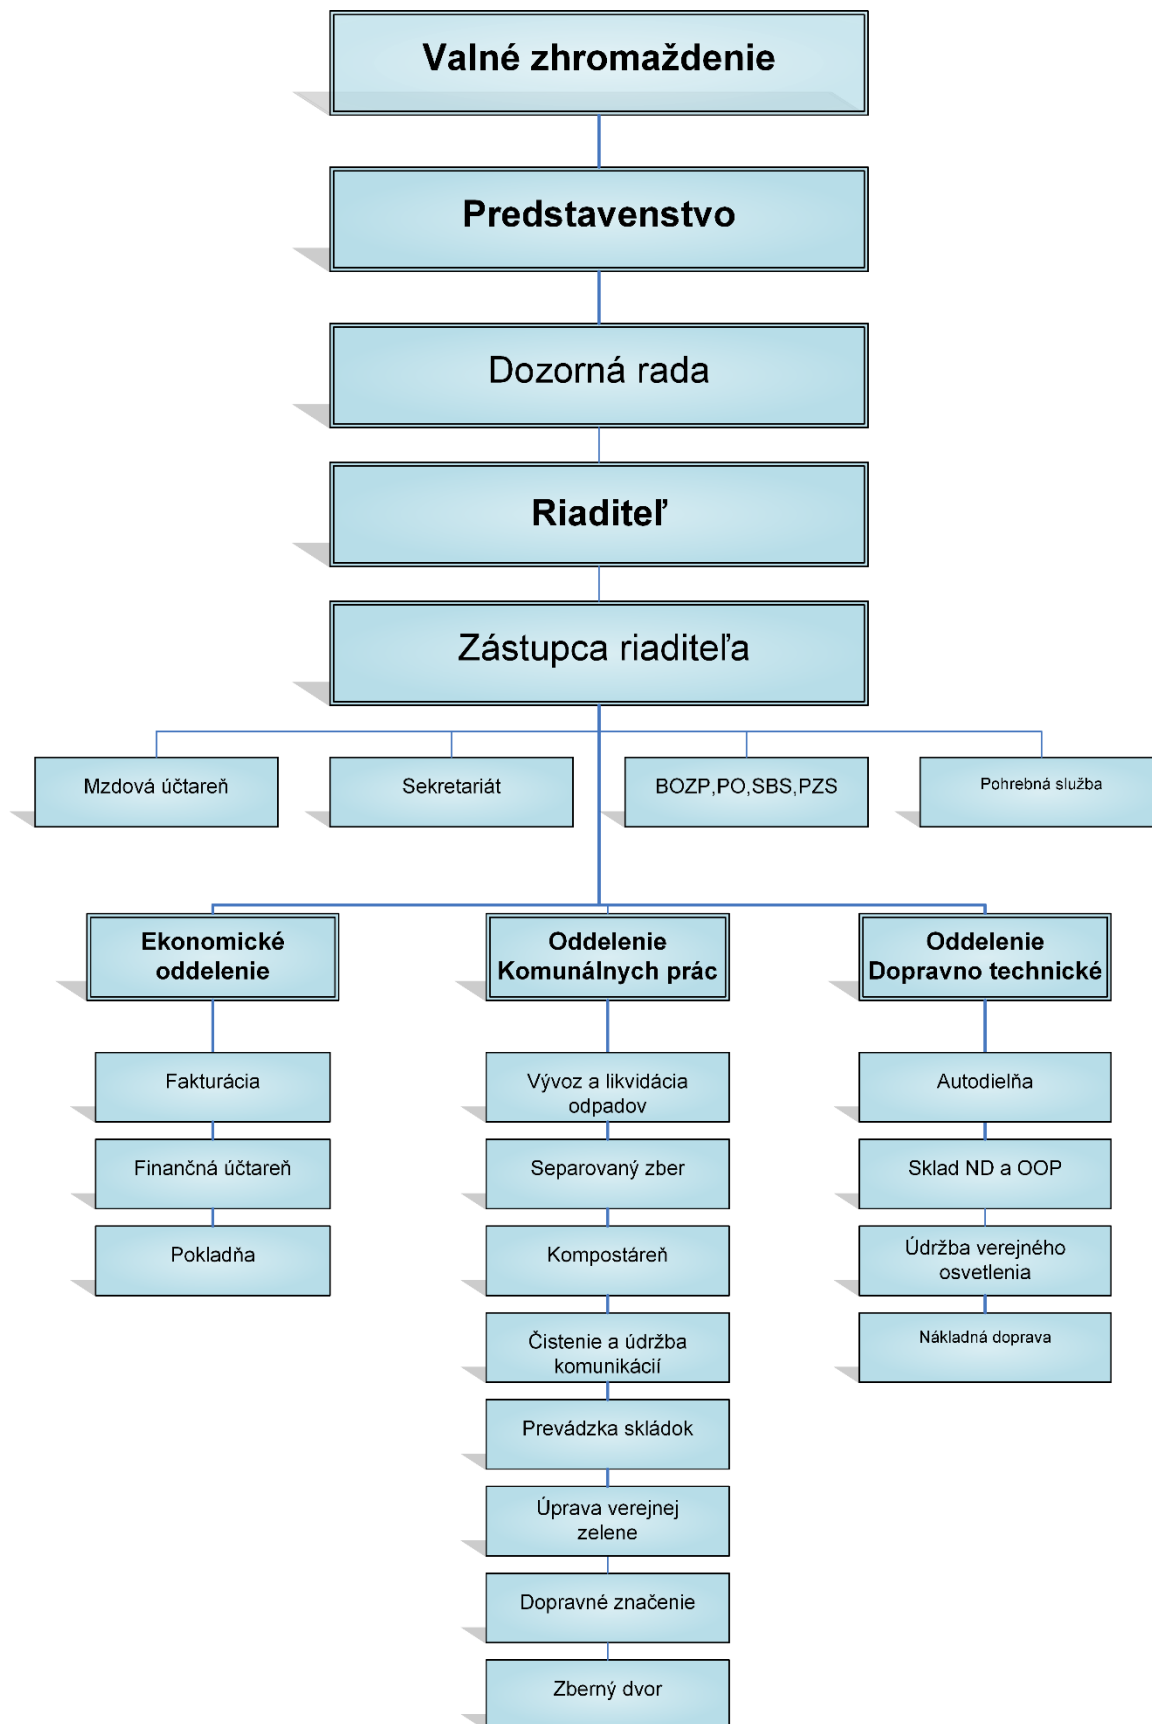 Valné zhromaždenie
Predstavenstvo
Dozorná rada
Riaditeľ
Zástupca riaditeľa
Mzdová účtareň
Sekretariát
BOZP,PO,SBS,PZS
Pohrebná služba
Ekonomické
oddelenie
Oddelenie
Komunálnych prác
Oddelenie
Dopravno technické
Fakturácia
Finančná účtareň
Pokladňa
Vývoz a likvidácia
odpadov
Separovaný zber
Kompostáreň
Čistenie a údržba
komunikácií
Prevádzka skládok
Úprava verejnej
zelene
Dopravné značenie
Zberný dvor
Autodielňa
Sklad ND a OOP
Údržba verejného
osvetlenia
Nákladná doprava